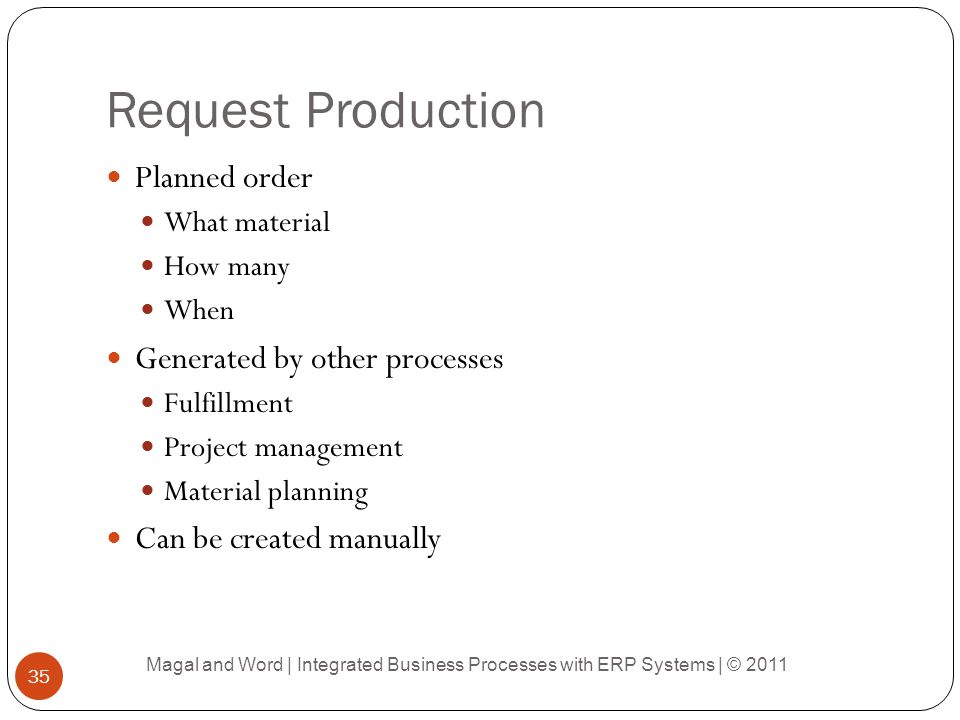 Request Production
Planned order
What material
How many
When
Generated by other processes
Fulfillment
Project management
Material planning
Can be created manually
35
Magal and Word | Integrated Business Processes with ERP Systems | © 2011